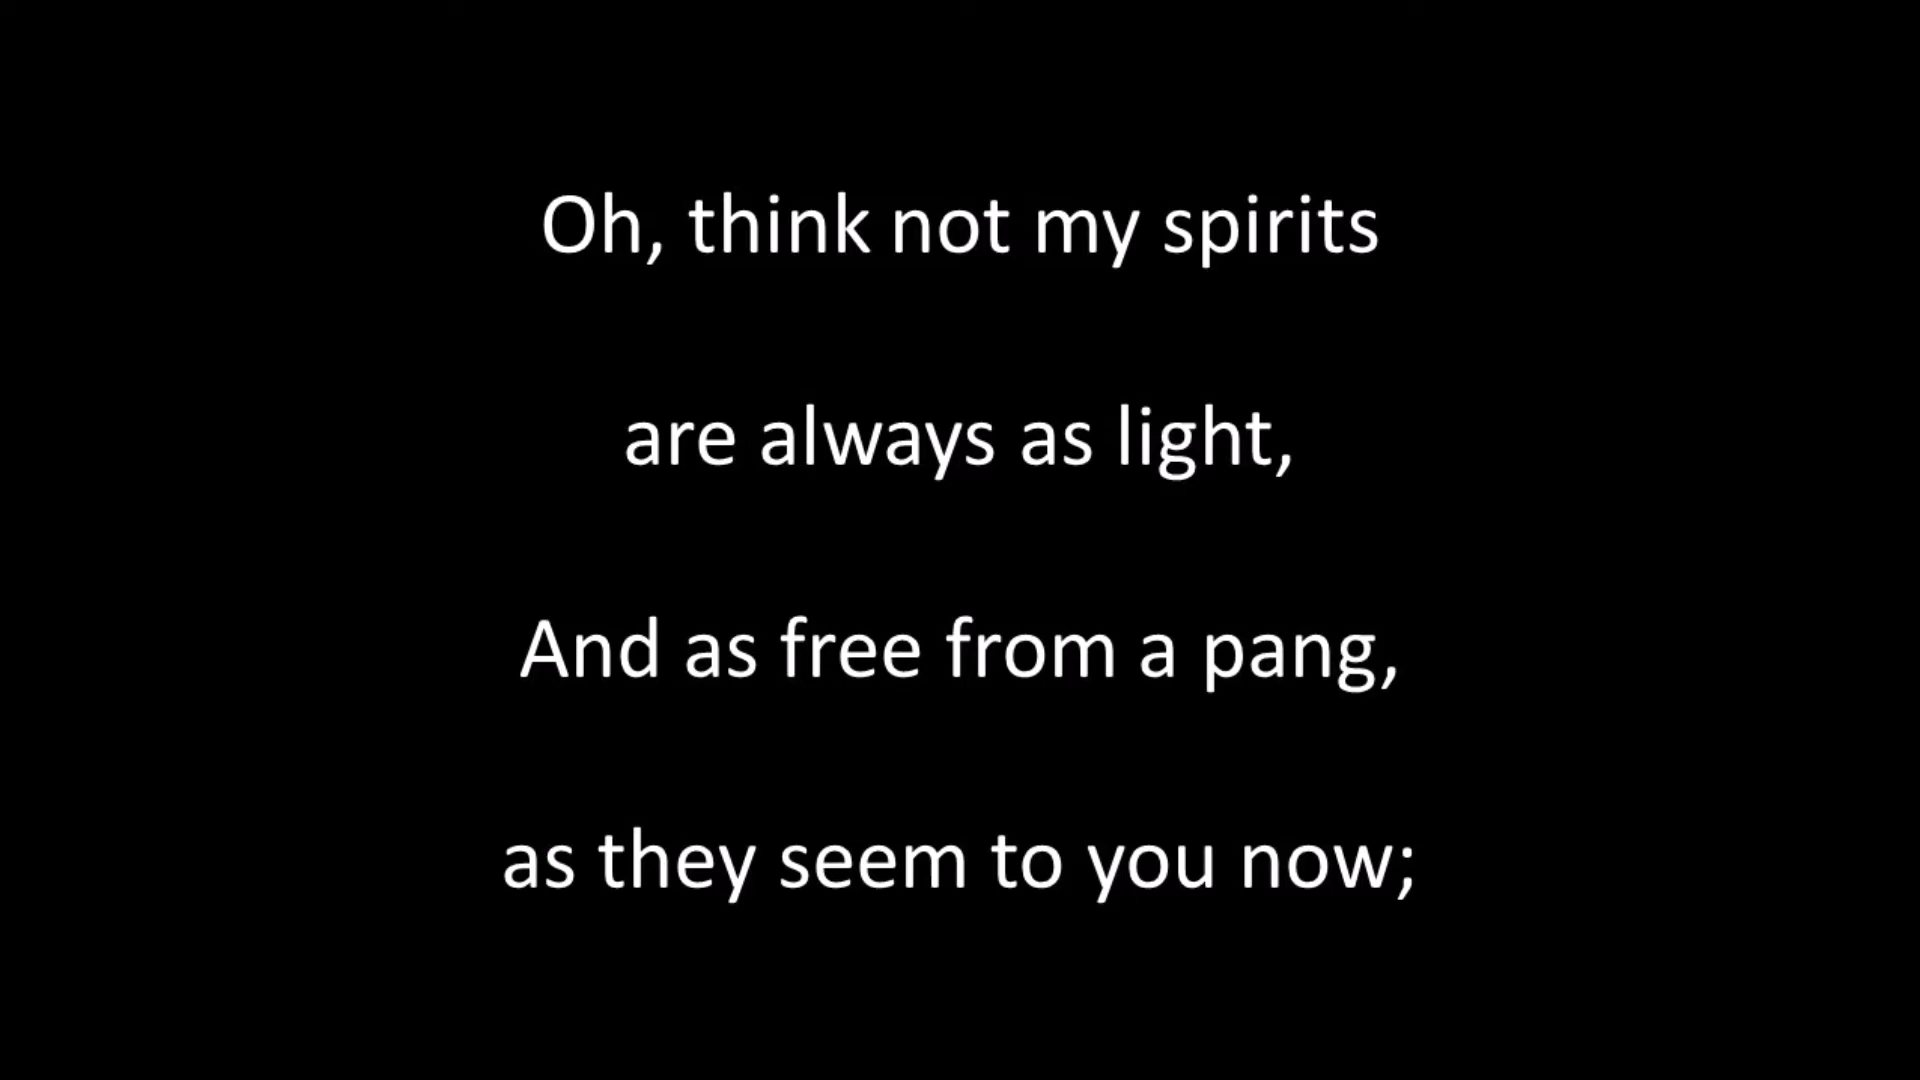 Oh, think not my spirits
are always as light,
And as free from a pang,
as they seem to you now;